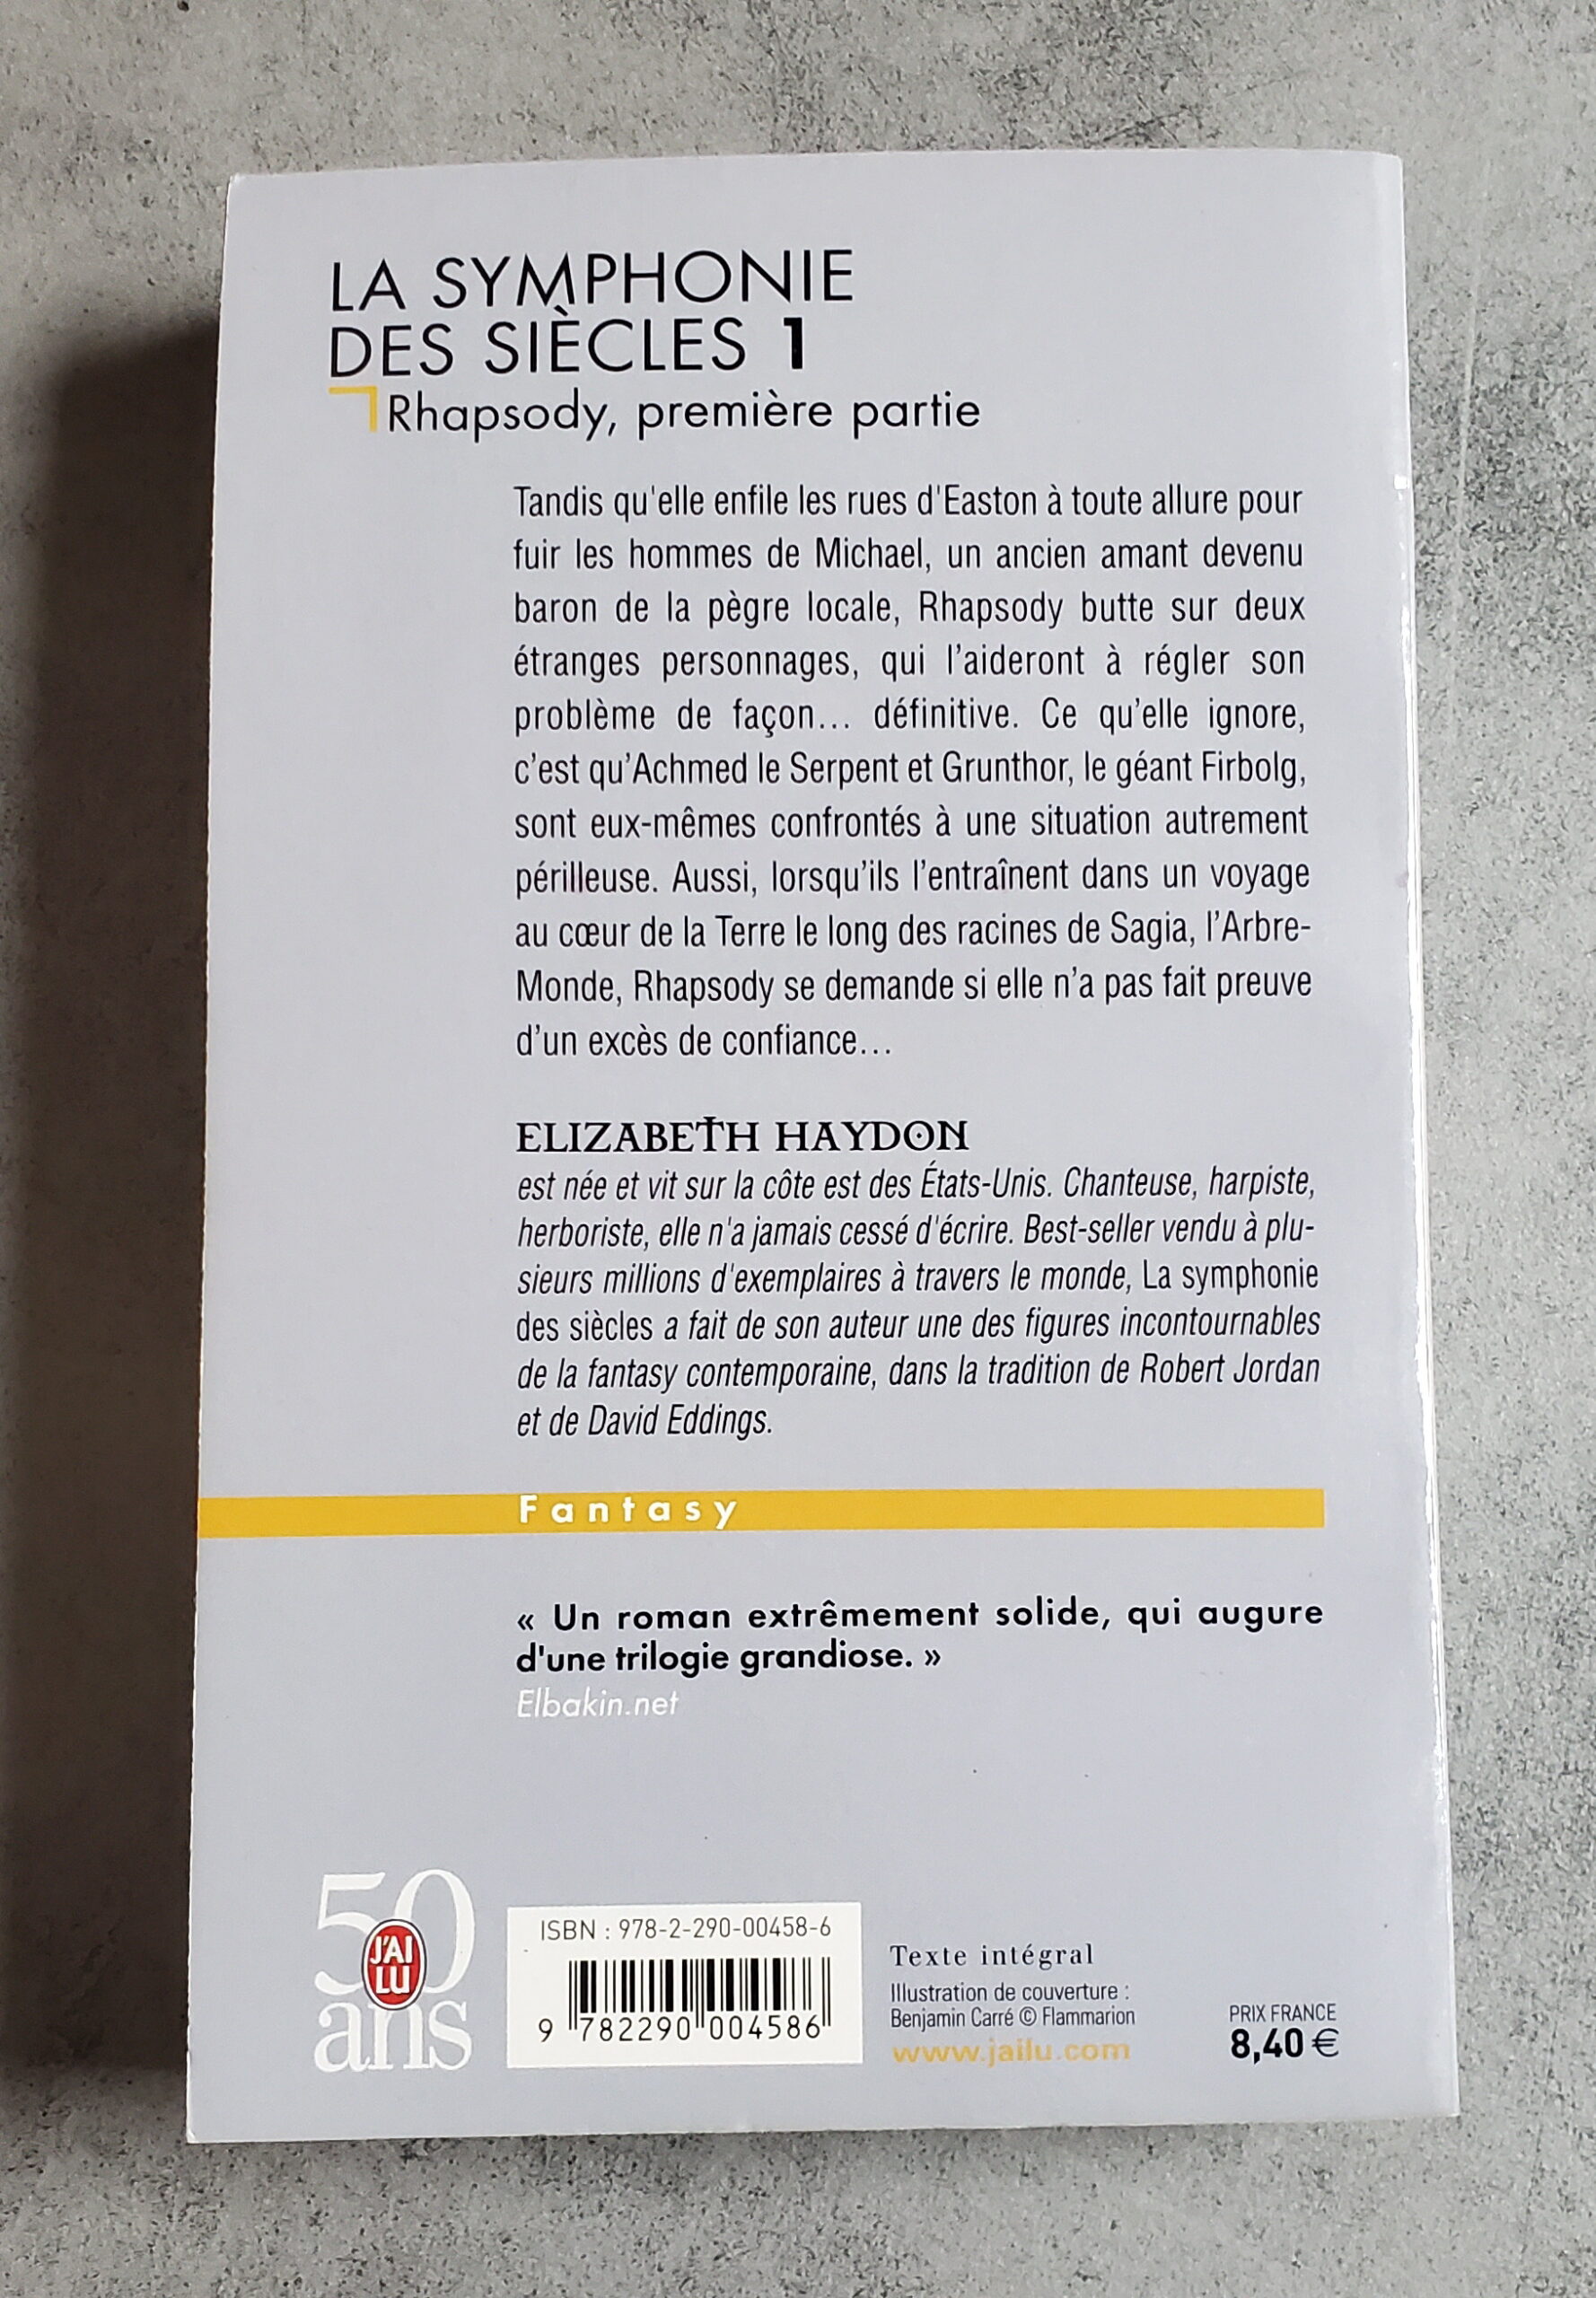 LA SYMPHONIE
DES SIÈCLES 1
Rhapsody, première partie
Tandis qu'elle enfile les rues d'Easton à toute allure pour
fuir les hommes de Michael, un ancien amant devenu
baron de la pègre locale, Rhapsody butte sur deux
étranges personnages, qui l'aideront à régler son
problème de façon... définitive. Ce qu'elle ignore,
c'est qu'Achmed le Serpent et Grunthor, le géant Firbolg,
sont eux-mêmes confrontés à une situation autrement
périlleuse. Aussi, lorsqu'ils l'entraînent dans un voyage
au cœur de la Terre le long des racines de Sagia, l'Arbre-
Monde, Rhapsody se demande si elle n'a pas fait preuve
d'un excès de confiance...
ELIZABETH HAYDON
est née et vit sur la côte est des États-Unis. Chanteuse, harpiste,
herboriste, elle n'a jamais cessé d'écrire. Best-seller vendu à plu-
sieurs millions d'exemplaires à travers le monde, La symphonie
des siècles a fait de son auteur une des figures incontournables
de la fantasy contemporaine, dans la tradition de Robert Jordan
et de David Eddings.
Fantasy
« Un roman extrêmement solide, qui augure
d'une trilogie grandiose. »
Elbakin.net
50
J'AI
LU
ans
ISBN : 978-2-290-00458-6
9 782290 004586
Texte intégral
Illustration de couverture :
Benjamin Carré © Flammarion
www.jailu.com
PRIX FRANCE
8,40 €